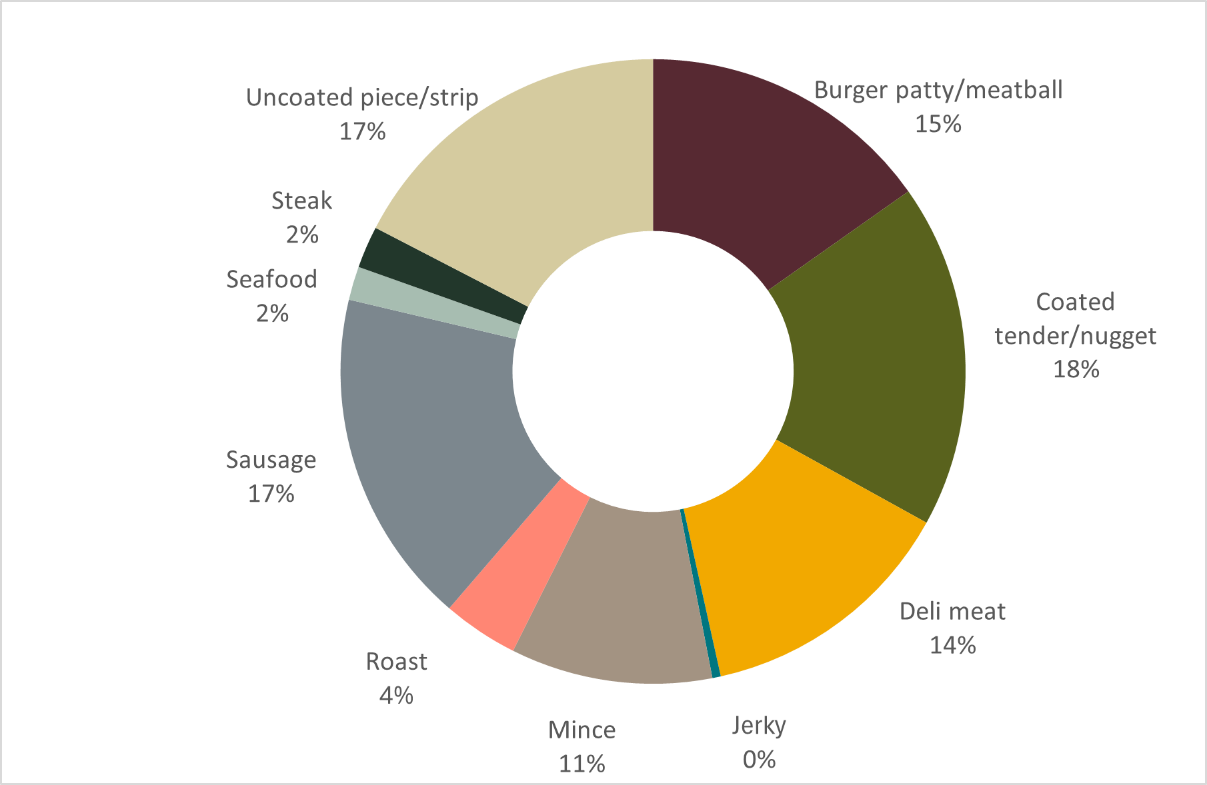 Burger patty/meatball
15%
Coated
tender/nugget
18%
Deli meat
14%
Jerky
0%
Mince
11%
Roast
4%
Sausage
17%
Seafood
2%
Steak
2%
Uncoated piece/strip
17%